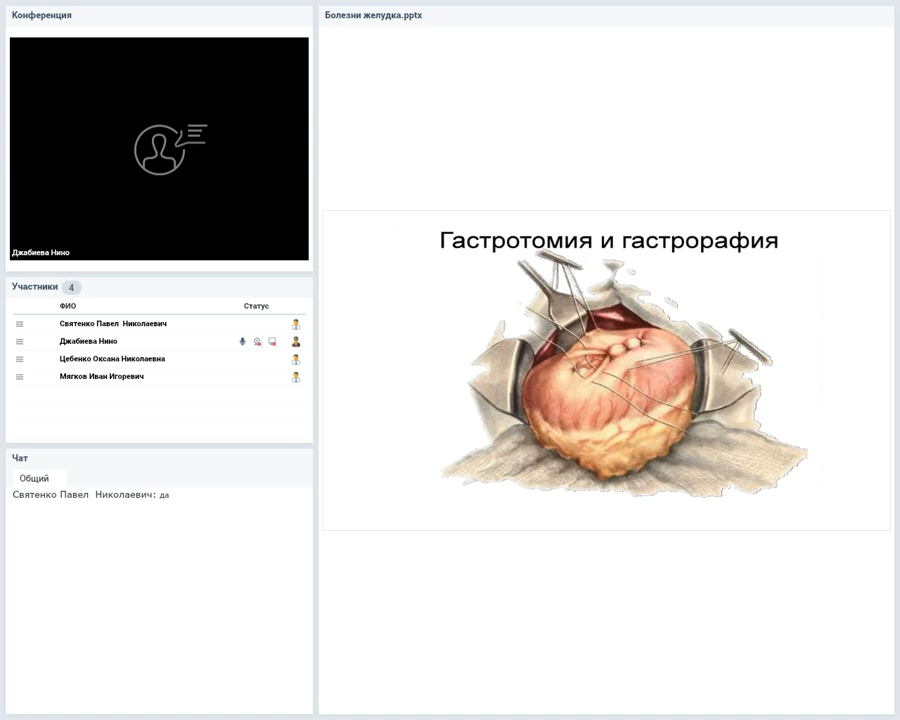 Конференция
Джабиева Нино
Участники 4
ФИО Статус
Святенко Павел  Николаевич
Джабиева Нино
Цебенко Оксана Николаевна
Мягков Иван Игоревич
Чат
Общий
Святенко Павел  Николаевич: да
Болезни желудка.pptx
Гастротомия и гастрорафия